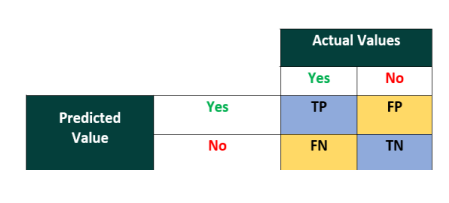 Actual Values
Yes No
Predicted Value
Yes TP FP
No FN TN